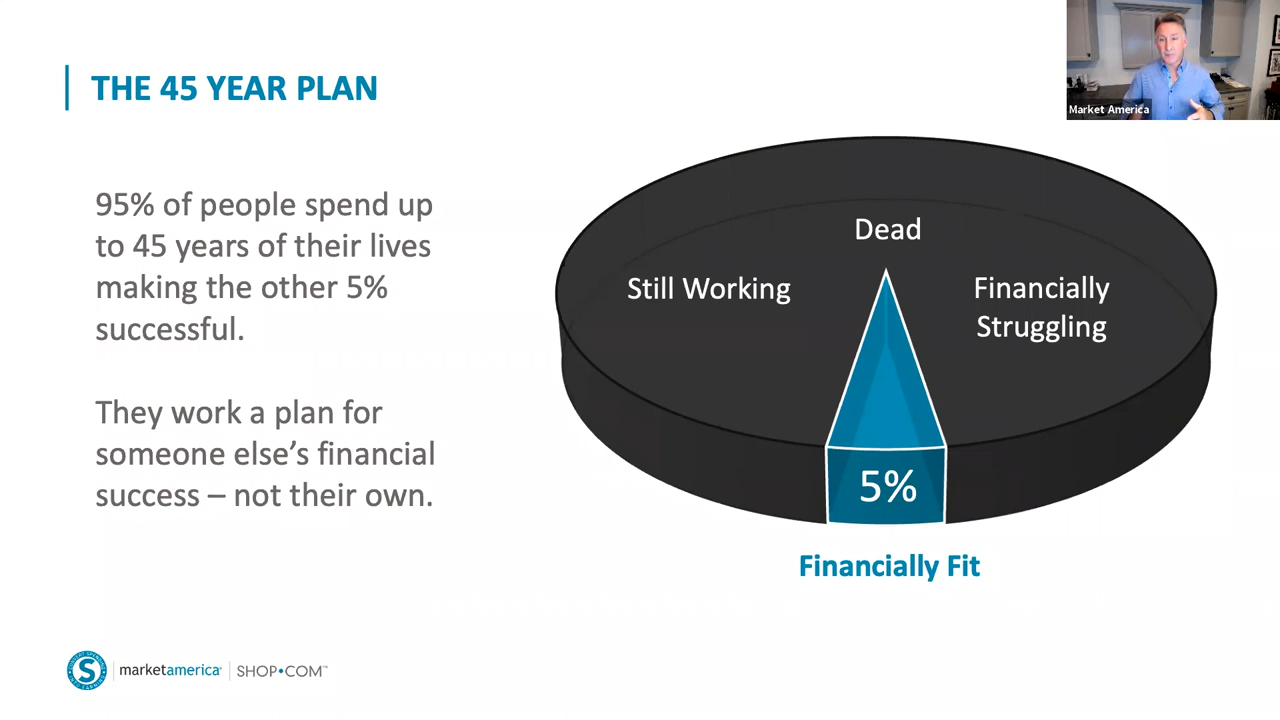 Market America
THE 45 YEAR PLAN
95% of people spend up
to 45 years of their lives
making the other 5%
successful.
They work a plan for
someone else’s financial
success – not their own.
Dead
Still Working
Financially
Struggling
5%
Financially Fit
S
marketamerica
SHOP•COM™